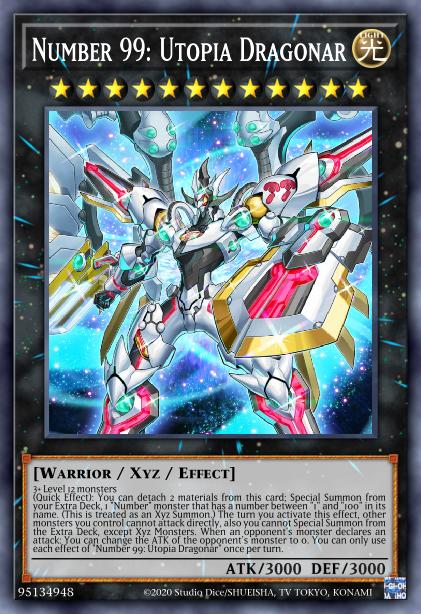 Number 99: Utopia Dragonar
LIGHT
光
[Warrior / Xyz / Effect]
3+ Level 12 monsters
(Quick Effect): You can detach 2 materials from this card; Special Summon from
your Extra Deck, 1 "Number" monster that has a number between "1" and "100" in its
name. (This is treated as an Xyz Summon.) The turn you activate this effect, other
monsters you control cannot attack directly, also you cannot Special Summon from
the Extra Deck, except Xyz Monsters. When an opponent's monster declares an
attack: You can change the ATK of the opponent's monster to 0. You can only use
each effect of "Number 99: Utopia Dragonar" once per turn.
ATK/3000 DEF/3000
95134948
©2020 Studio Dice/SHUEISHA, TV TOKYO, KONAMI